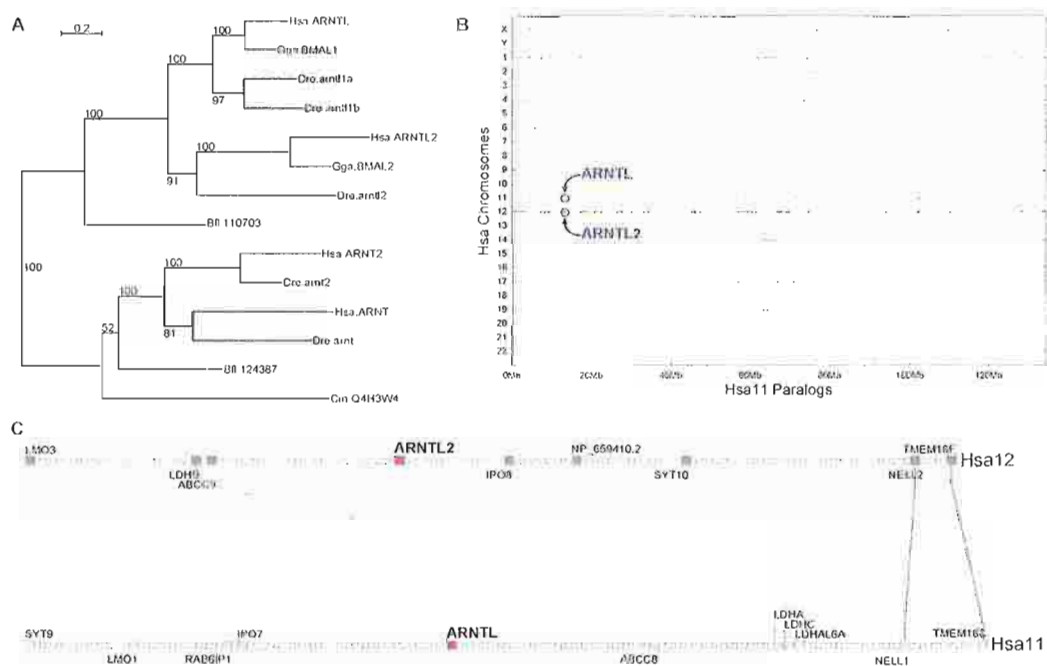 A
0.2
Hsa ARNTL
Gga.BMAL1
Dre.arntl1a
Dre.arntl1b
Hsa ARNTL2
Gga.BMAL2
Dre.arntl2
Bfl 110703
Hsa ARNT2
Dre.arnt2
Hsa.ARNT
Dre arnt
Bfl 124387
Cin Q4H3W4
100
100
97
100
100
91
100
100
100
81
52
B
Hsa Chromosomes
X
Y
1
2
3
4
5
6
7
8
9
10
11
12
13
14
15
16
17
18
19
20
21
22
ARNTL
ARNTL2
0Mb
20Mb
40Mb
60Mb
80Mb
100Mb
120Mb
Hsa11 Paralogs
C
LMO3
LDHB
ABCC9
ARNTL2
IPO8
NP_659410.2
SYT10
NELL2
TMEM16F
Hsa12
SYT9
LMO1
RAB6IP1
IPO7
ARNTL
ABCC8
LDHA
LDHC
LDHAL6A
NELL1
Hsa11